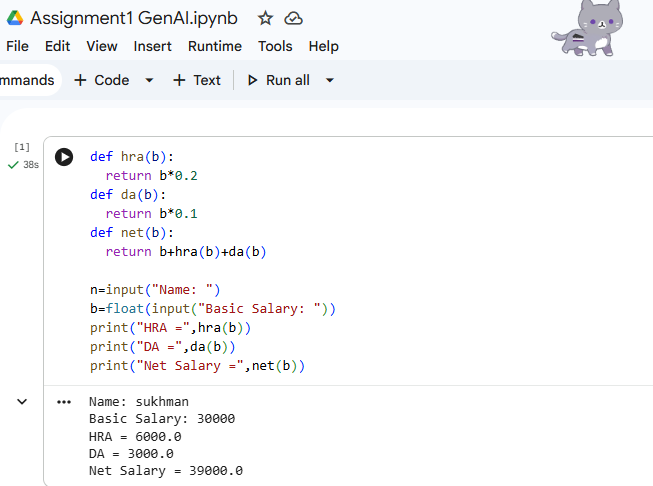 Assignment1 GenAI.ipynb
File Edit View Insert Runtime Tools Help
mmands + Code + Text Run all
[1]
38s
def hra(b):
  return b*0.2
def da(b):
  return b*0.1
def net(b):
  return b+hra(b)+da(b)

n=input("Name: ")
b=float(input("Basic Salary: "))
print("HRA =",hra(b))
print("DA =",da(b))
print("Net Salary =",net(b))
Name: sukhman
Basic Salary: 30000
HRA = 6000.0
DA = 3000.0
Net Salary = 39000.0